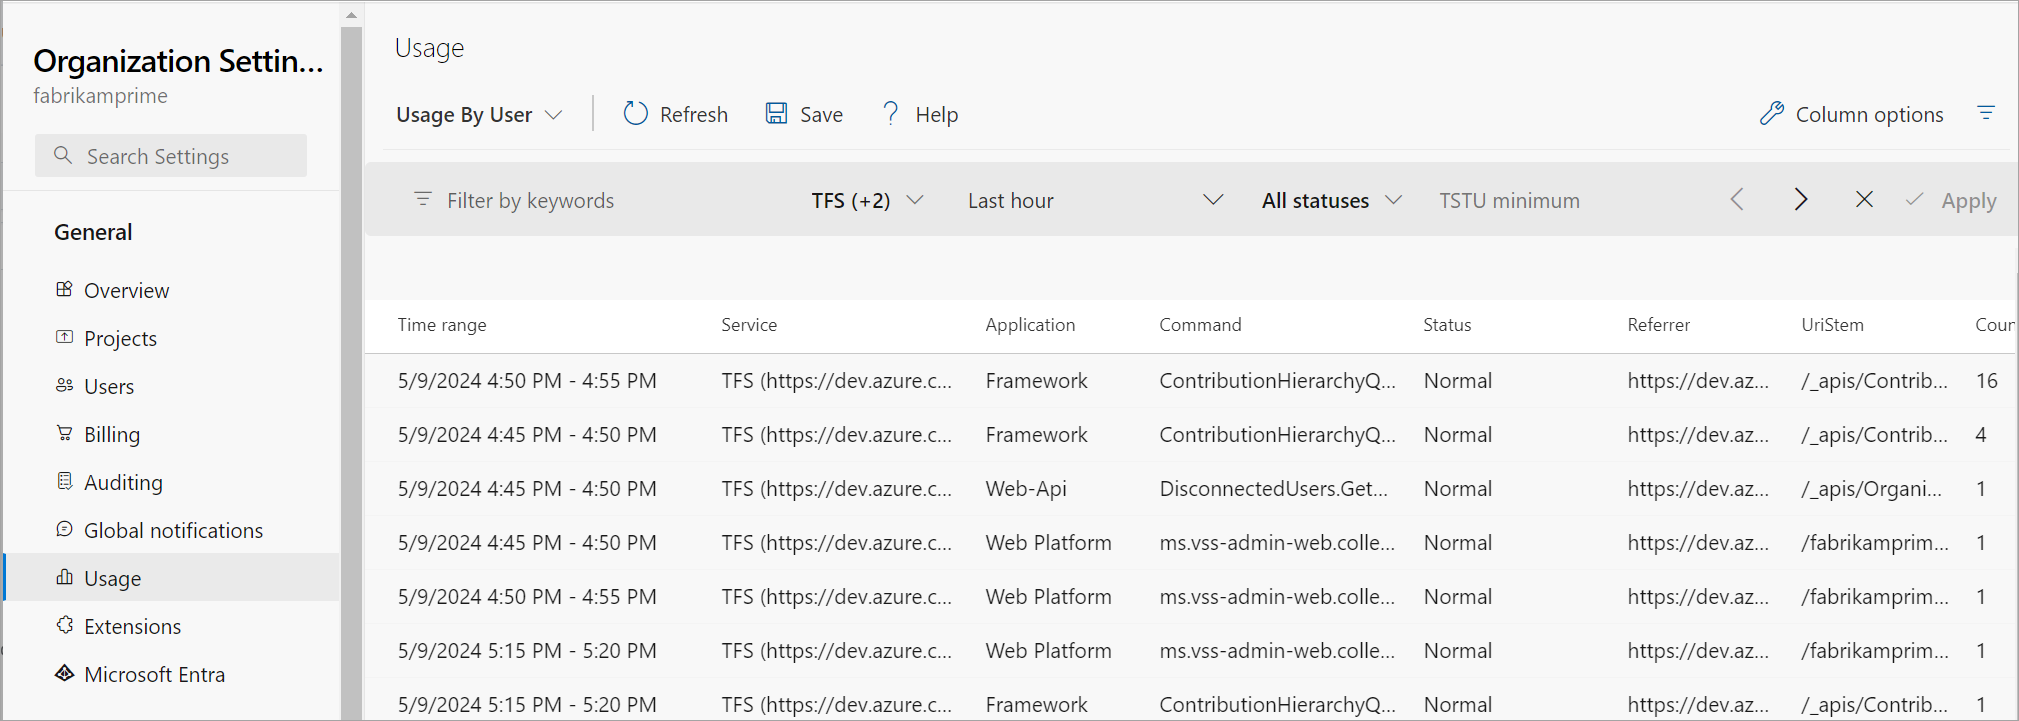 Organization Settin...
fabrikamprime
Search Settings
General
Overview
Projects
Users
Billing
Auditing
Global notifications
Usage
Extensions
Microsoft Entra
Usage
Usage By User Refresh Save ? Help Column options
Filter by keywords TFS (+2) Last hour All statuses TSTU minimum Apply
Time range Service Application Command Status Referrer UriStem Coun
5/9/2024 4:50 PM - 4:55 PM TFS (https://dev.azure.c... Framework ContributionHierarchyQ... Normal https://dev.az... /_apis/Contrib... 16
5/9/2024 4:45 PM - 4:50 PM TFS (https://dev.azure.c... Framework ContributionHierarchyQ... Normal https://dev.az... /_apis/Contrib... 4
5/9/2024 4:45 PM - 4:50 PM TFS (https://dev.azure.c... Web-Api DisconnectedUsers.Get... Normal https://dev.az... /_apis/Organi... 1
5/9/2024 4:45 PM - 4:50 PM TFS (https://dev.azure.c... Web Platform ms.vss-admin-web.colle... Normal https://dev.az... /fabrikamprim... 1
5/9/2024 4:50 PM - 4:55 PM TFS (https://dev.azure.c... Web Platform ms.vss-admin-web.colle... Normal https://dev.az... /fabrikamprim... 1
5/9/2024 5:15 PM - 5:20 PM TFS (https://dev.azure.c... Web Platform ms.vss-admin-web.colle... Normal https://dev.az... /fabrikamprim... 1
5/9/2024 5:15 PM - 5:20 PM TFS (https://dev.azure.c... Framework ContributionHierarchyQ... Normal https://dev.az... /_apis/Contrib... 1